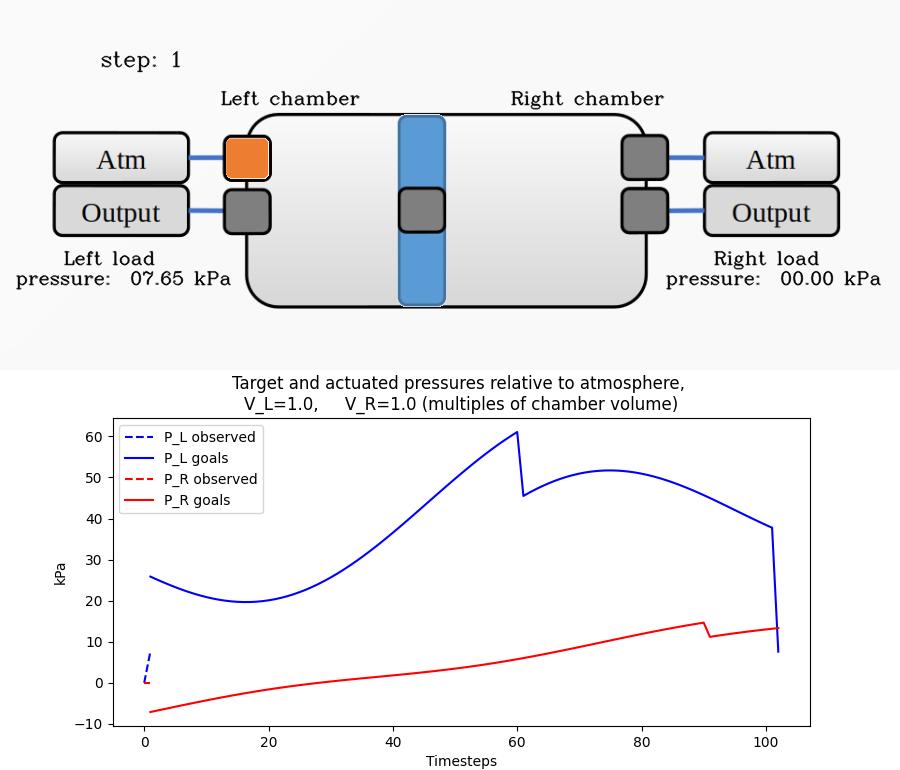 step: 1
Left chamber
Right chamber
Atm
Atm
Output
Output
Left load
pressure: 07.65 kPa
Right load
pressure: 00.00 kPa
Target and actuated pressures relative to atmosphere,
V_L=1.0, V_R=1.0 (multiples of chamber volume)
P_L observed
P_L goals
P_R observed
P_R goals
60
50
40
30
20
10
0
−10
kPa
0 20 40 60 80 100
Timesteps